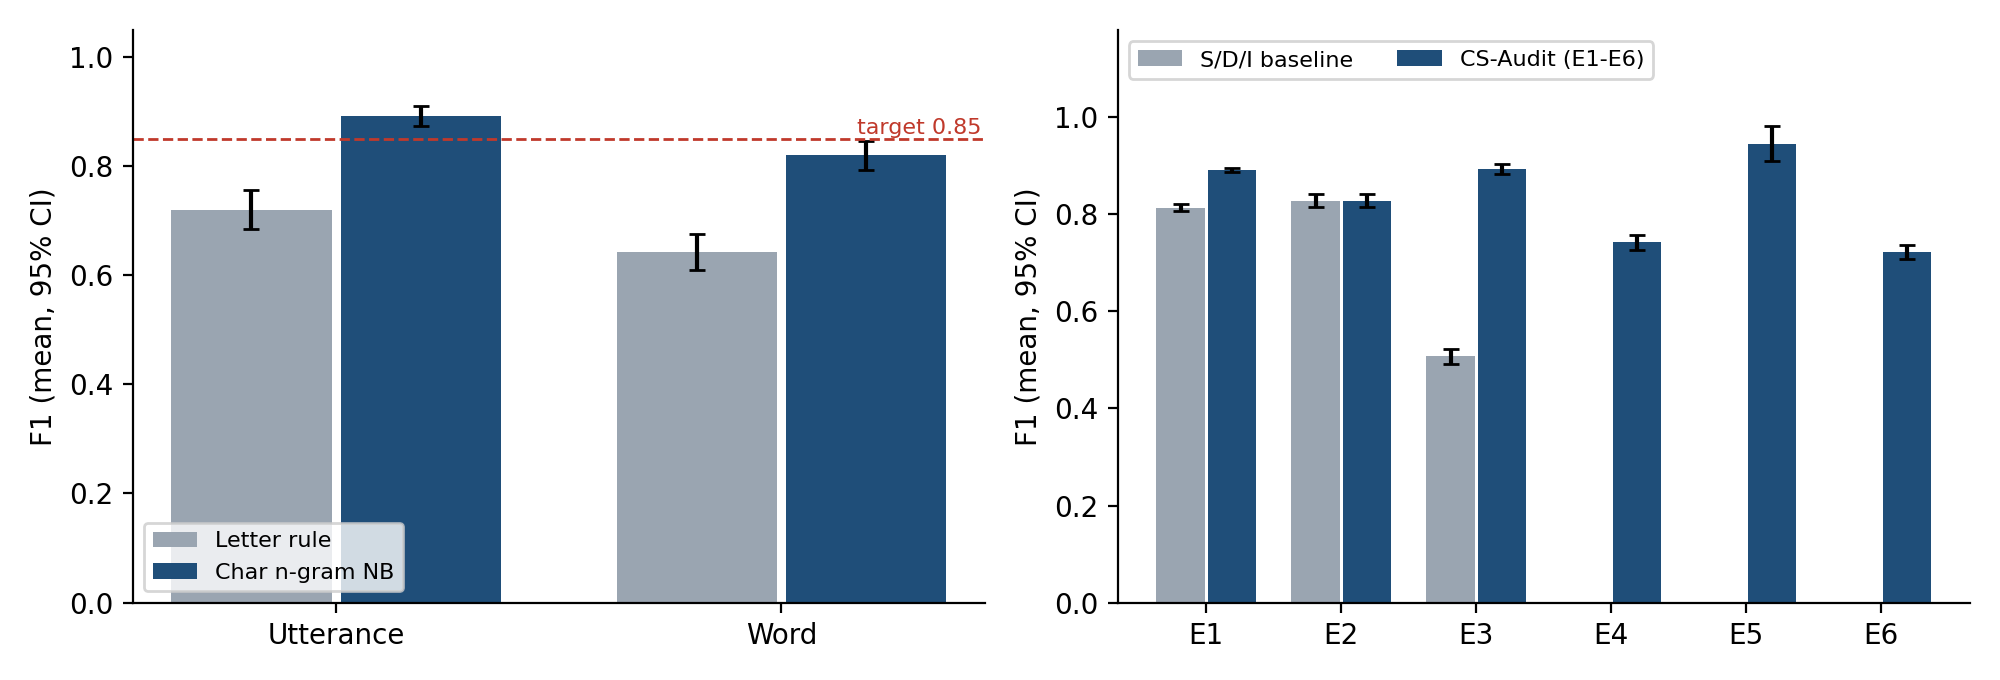 F1 (mean, 95% CI)
1.0
0.8
0.6
0.4
0.2
0.0
target 0.85
Letter rule
Char n-gram NB
Utterance Word
F1 (mean, 95% CI)
S/D/I baseline CS-Audit (E1-E6)
1.0
0.8
0.6
0.4
0.2
0.0
E1 E2 E3 E4 E5 E6